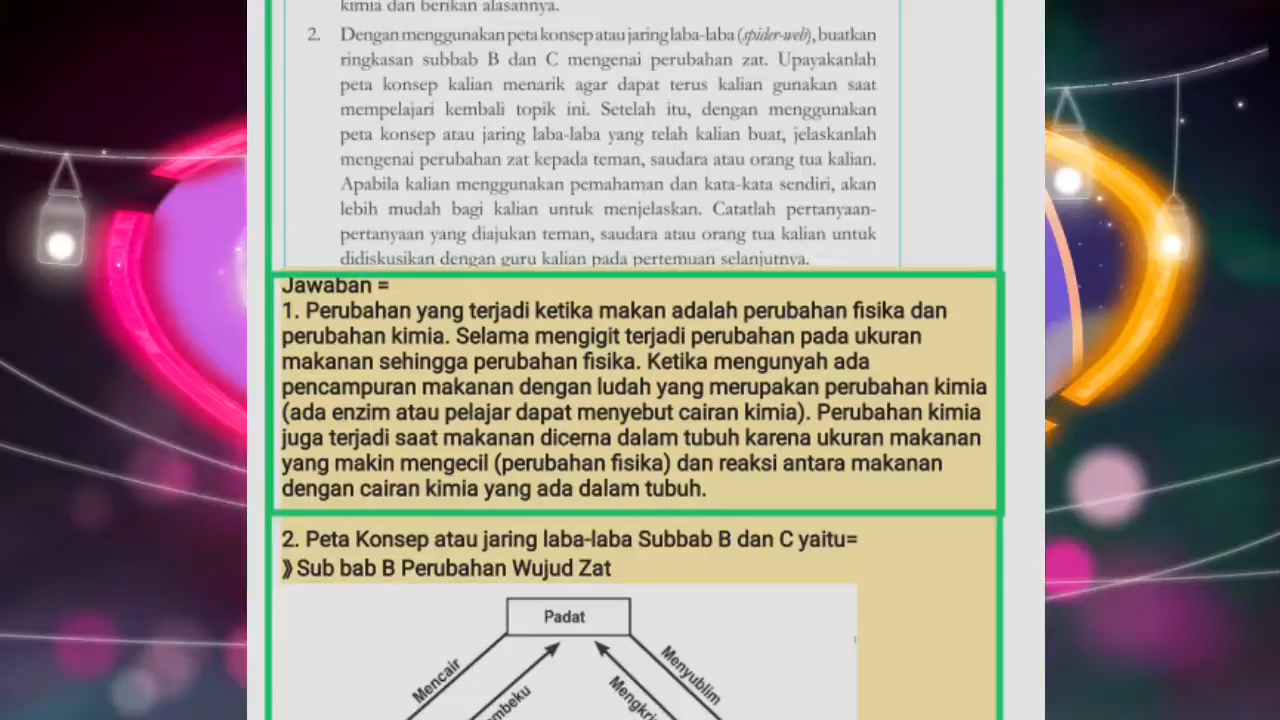 kimia dan berikan alasannya.
2. Dengan menggunakan peta konsep atau jaring laba-laba (spider-web), buatkan
ringkasan subbab B dan C mengenai perubahan zat. Upayakanlah
peta konsep kalian menarik agar dapat terus kalian gunakan saat
mempelajari kembali topik ini. Setelah itu, dengan menggunakan
peta konsep atau jaring laba-laba yang telah kalian buat, jelaskanlah
mengenai perubahan zat kepada teman, saudara atau orang tua kalian.
Apabila kalian menggunakan pemahaman dan kata-kata sendiri, akan
lebih mudah bagi kalian untuk menjelaskan. Catatlah pertanyaan-
pertanyaan yang diajukan teman, saudara atau orang tua kalian untuk
didiskusikan dengan guru kalian pada pertemuan selanjutnya.
Jawaban =
1. Perubahan yang terjadi ketika makan adalah perubahan fisika dan
perubahan kimia. Selama mengigit terjadi perubahan pada ukuran
makanan sehingga perubahan fisika. Ketika mengunyah ada
pencampuran makanan dengan ludah yang merupakan perubahan kimia
(ada enzim atau pelajar dapat menyebut cairan kimia). Perubahan kimia
juga terjadi saat makanan dicerna dalam tubuh karena ukuran makanan
yang makin mengecil (perubahan fisika) dan reaksi antara makanan
dengan cairan kimia yang ada dalam tubuh.
2. Peta Konsep atau jaring laba-laba Subbab B dan C yaitu=
⟫ Sub bab B Perubahan Wujud Zat
Padat
Mencair
Menyublim